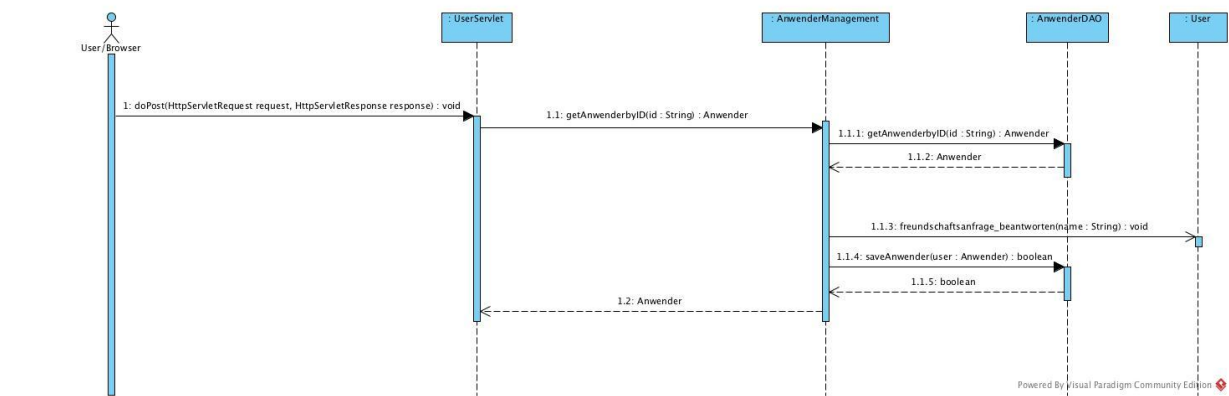 : UserServlet
: AnwenderManagement
: AnwenderDAO
: User
User/Browser
1: doPost(HttpServletRequest request, HttpServletResponse response) : void
1.1: getAnwenderbyID(id : String) : Anwender
1.1.1: getAnwenderbyID(id : String) : Anwender
1.1.2: Anwender
1.1.3: freundschaftsanfrage_beantworten(name : String) : void
1.1.4: saveAnwender(user : Anwender) : boolean
1.1.5: boolean
1.2: Anwender
Powered By Visual Paradigm Community Edition